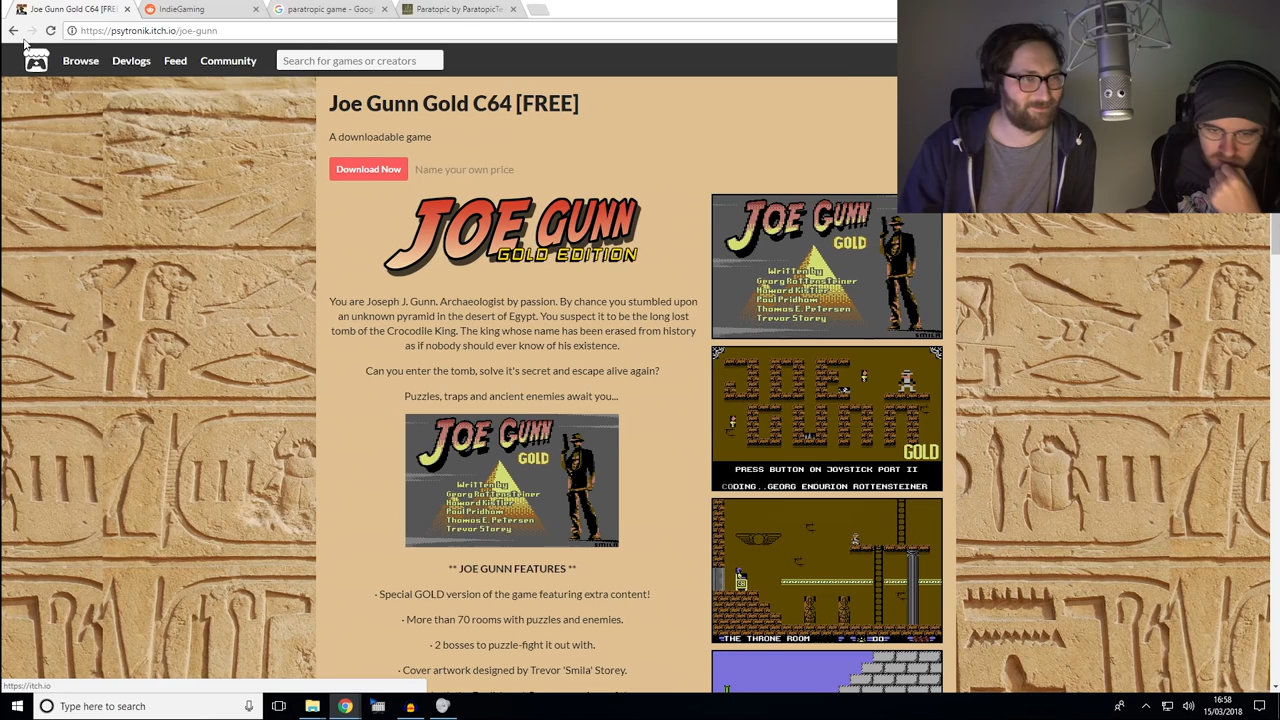 Joe Gunn Gold C64 [FRE
IndieGaming
paratropic game - Goog
Paratopic by ParatopicTe
https://psytronik.itch.io/joe-gunn
Browse
Devlogs
Feed
Community
Search for games or creators
Joe Gunn Gold C64 [FREE]
A downloadable game
Download Now
Name your own price
JOE GUNN
GOLD EDITION
You are Joseph J. Gunn. Archaeologist by passion. By chance you stumbled upon
an unknown pyramid in the desert of Egypt. You suspect it to be the long lost
tomb of the Crocodile King. The king whose name has been erased from history
as if nobody should ever know of his existence.
Can you enter the tomb, solve it's secret and escape alive again?
Puzzles, traps and ancient enemies await you...
JOE GUNN
GOLD
Written by
Georg Rottensteiner
Howard Kistler
Paul Pridham
Thomas E. Petersen
Trevor Storey
SMILA
** JOE GUNN FEATURES **
· Special GOLD version of the game featuring extra content!
· More than 70 rooms with puzzles and enemies.
· 2 bosses to puzzle-fight it out with.
· Cover artwork designed by Trevor 'Smila' Storey.
JOE GUNN
GOLD
Written by
Georg Rottensteiner
Howard Kistler
Paul Pridham
Thomas E. Petersen
Trevor Storey
SMILA
JOE
GUNN
GOLD
PRESS BUTTON ON JOYSTICK PORT II
CODING..GEORG ENDURION ROTTENSTEINER
THE THRONE ROOM
https://itch.io
Type here to search
16:58
15/03/2018